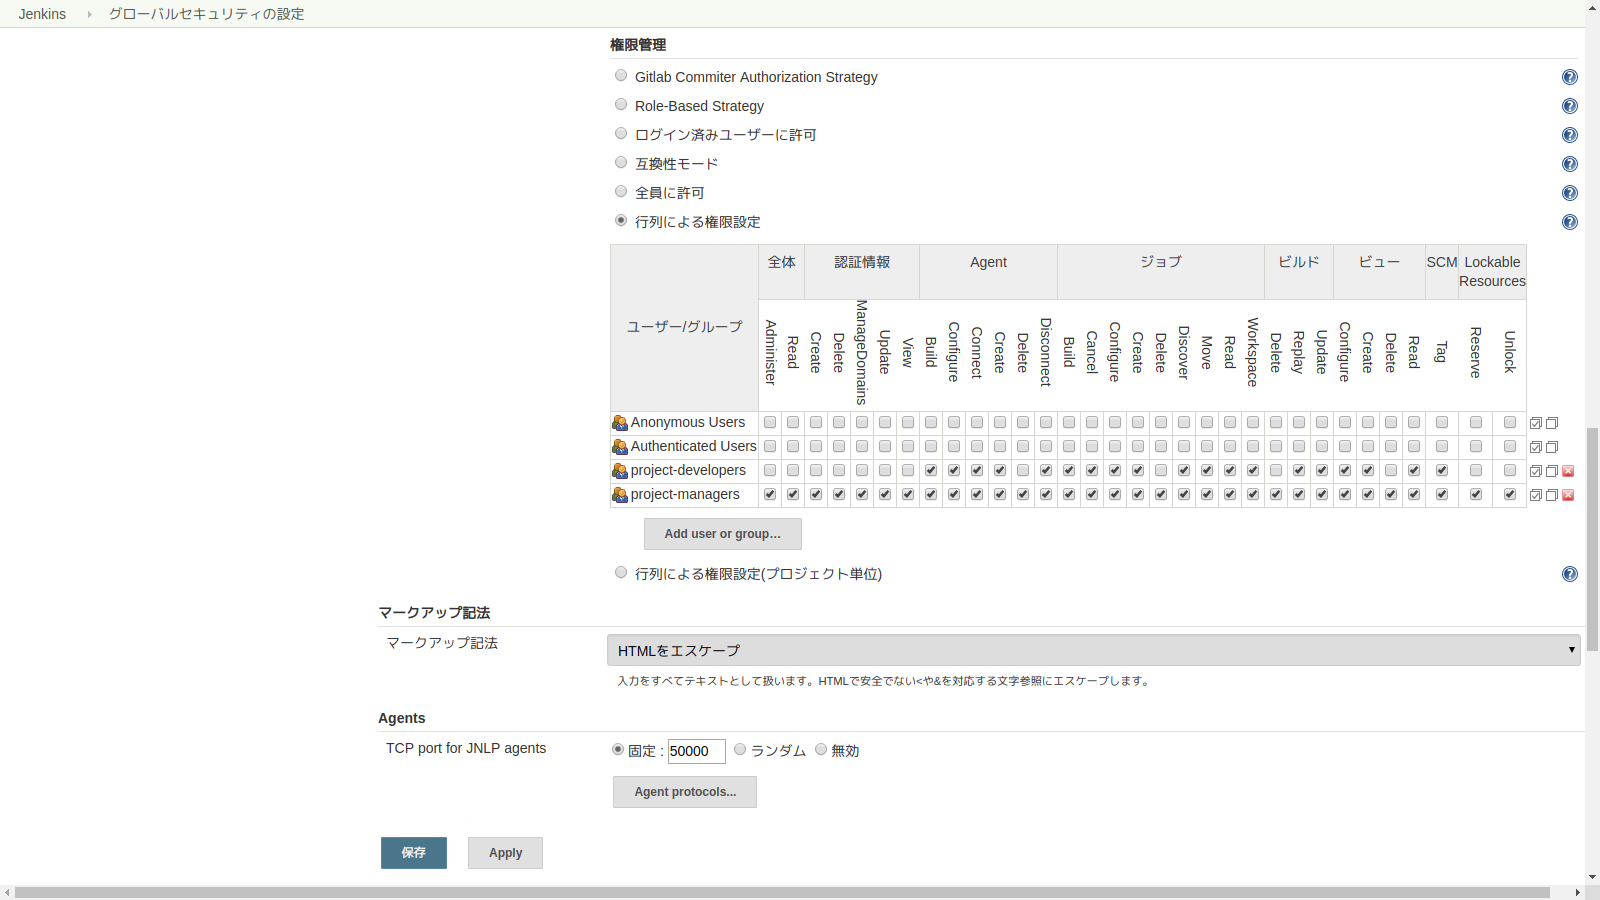 Jenkins グローバルセキュリティの設定
権限管理
Gitlab Commiter Authorization Strategy
Role-Based Strategy
ログイン済みユーザーに許可
互換性モード
全員に許可
行列による権限設定
ユーザー/グループ 全体 認証情報 Agent ジョブ ビルド ビュー SCM Lockable Resources
Administer Read Create Delete ManageDomains Update View Build Configure Connect Create Delete Disconnect Build Cancel Configure Create Delete Discover Move Read Workspace Delete Replay Update Configure Create Delete Read Tag Reserve Unlock
Anonymous Users
Authenticated Users
project-developers
project-managers
Add user or group…
行列による権限設定(プロジェクト単位)
マークアップ記法
マークアップ記法 HTMLをエスケープ
入力をすべてテキストとして扱います。HTMLで安全でない<や&を対応する文字参照にエスケープします。
Agents
TCP port for JNLP agents 固定 : 50000 ランダム 無効
Agent protocols...
保存 Apply